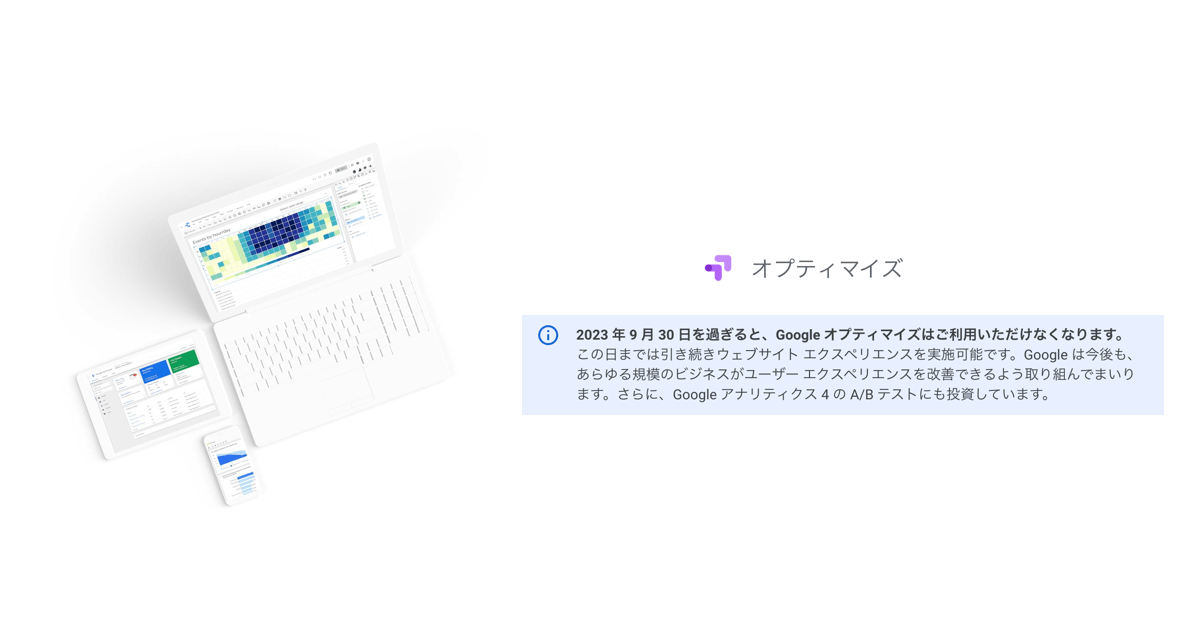 Events by hour/day
オプティマイズ
2023 年 9 月 30 日を過ぎると、Google オプティマイズはご利用いただけなくなります。
この日までは引き続きウェブサイト エクスペリエンスを実施可能です。Google は今後も、
あらゆる規模のビジネスがユーザー エクスペリエンスを改善できるよう取り組んでまいり
ます。さらに、Google アナリティクス 4 の A/B テストにも投資しています。